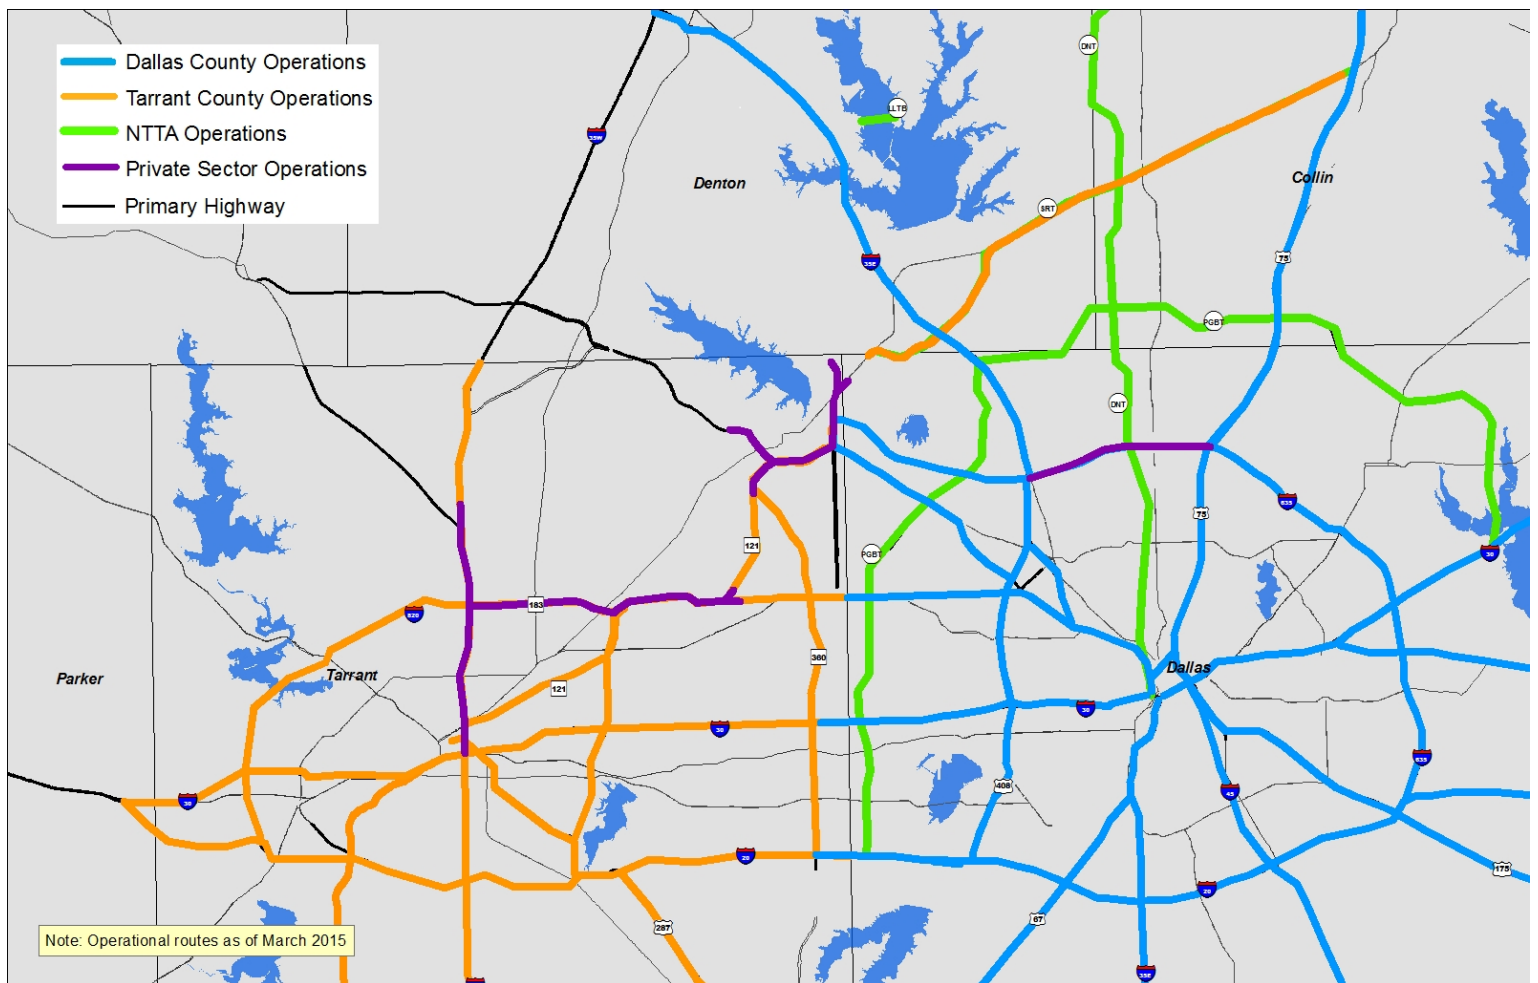 Dallas County Operations
Tarrant County Operations
NTTA Operations
Private Sector Operations
Primary Highway
DNT
LLTB
35W
Denton
Collin
SRT
35E
75
PGBT
DNT
75
635
121
PGBT
30
183
820
360
Dallas
Parker
Tarrant
121
30
30
635
408
30
45
20
175
20
67
287
Note: Operational routes as of March 2015
35E